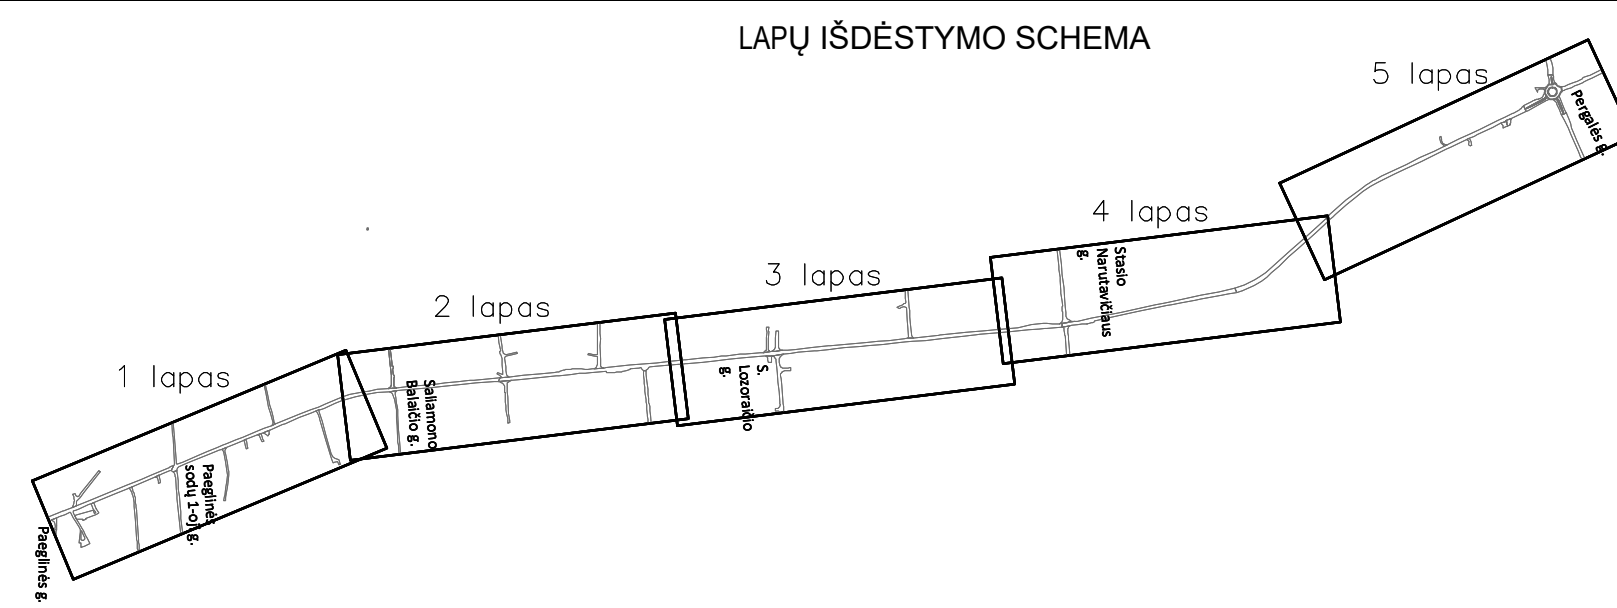 LAPŲ IŠDĖSTYMO SCHEMA
5 lapas
Pergalės g.
4 lapas
Stasio
Narutavičiaus
g.
3 lapas
S.
Lozoraičio
g.
2 lapas
Saliamono
Balaičio g.
1 lapas
Paeglinės
sodų 1-oji g.
Paeglinės g.